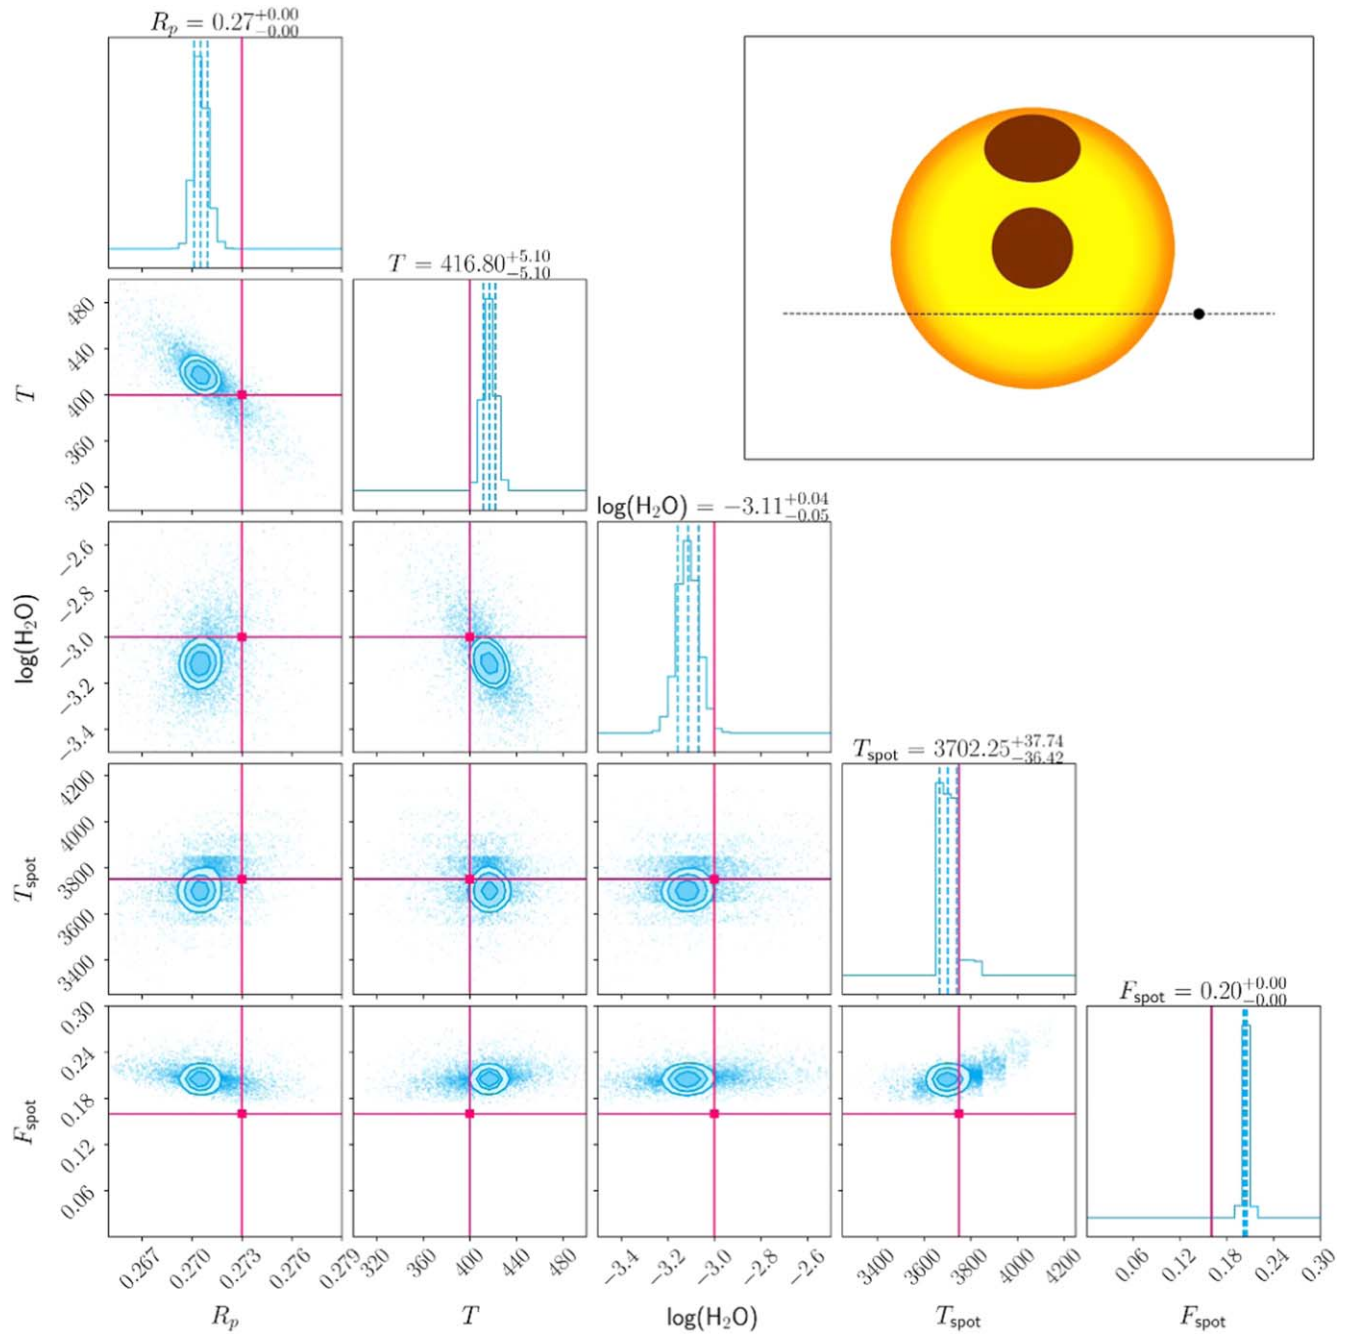 R_p = 0.27^{+0.00}_{-0.00}
T = 416.80^{+5.10}_{-5.10}
480
440
400
360
320
T
log(H₂O) = −3.11^{+0.04}_{-0.05}
−2.6
−2.8
−3.0
−3.2
−3.4
log(H₂O)
T_spot = 3702.25^{+37.74}_{-36.42}
4200
4000
3800
3600
3400
T_spot
F_spot = 0.20^{+0.00}_{-0.00}
0.30
0.24
0.18
0.12
0.06
F_spot
0.267 0.270 0.273 0.276 0.279 320 360 400 440 480 −3.4 −3.2 −3.0 −2.8 −2.6 3400 3600 3800 4000 4200 0.06 0.12 0.18 0.24 0.30
R_p T log(H₂O) T_spot F_spot